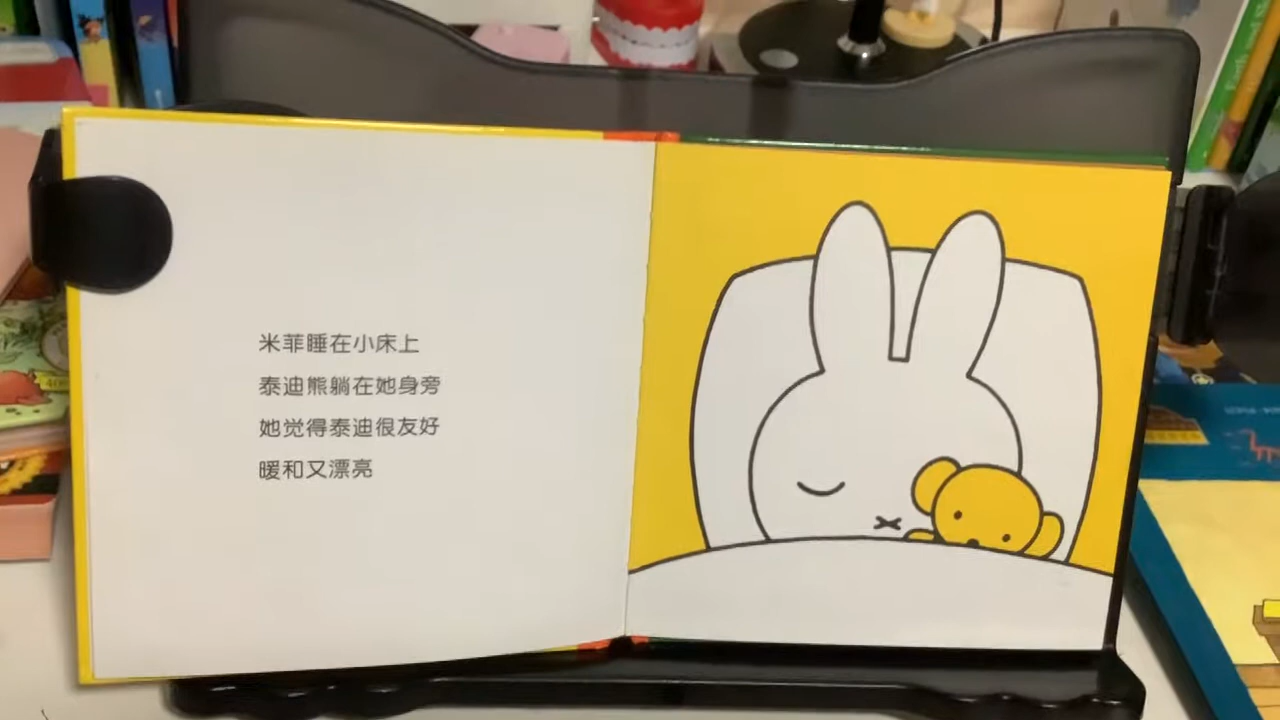 米菲睡在小床上
泰迪熊躺在她身旁
她觉得泰迪很友好
暖和又漂亮